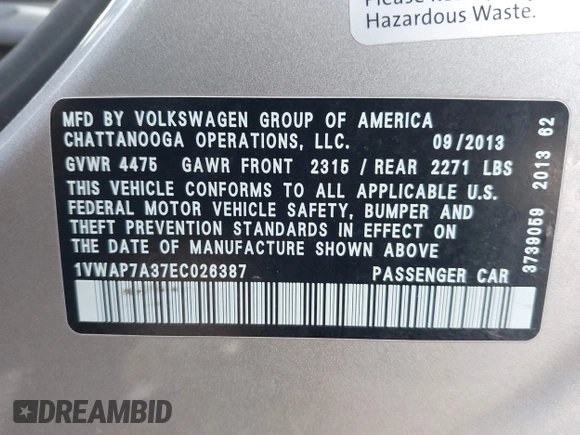 Hazardous Waste.
MFD BY VOLKSWAGEN GROUP OF AMERICA
CHATTANOOGA OPERATIONS, LLC. 09/2013
GVWR 4475 GAWR FRONT 2315 / REAR 2271 LBS
THIS VEHICLE CONFORMS TO ALL APPLICABLE U.S.
FEDERAL MOTOR VEHICLE SAFETY, BUMPER AND
THEFT PREVENTION STANDARDS IN EFFECT ON
THE DATE OF MANUFACTURE SHOWN ABOVE
1VWAP7A37EC026387 PASSENGER CAR
3739059 2013 62
DREAMBID